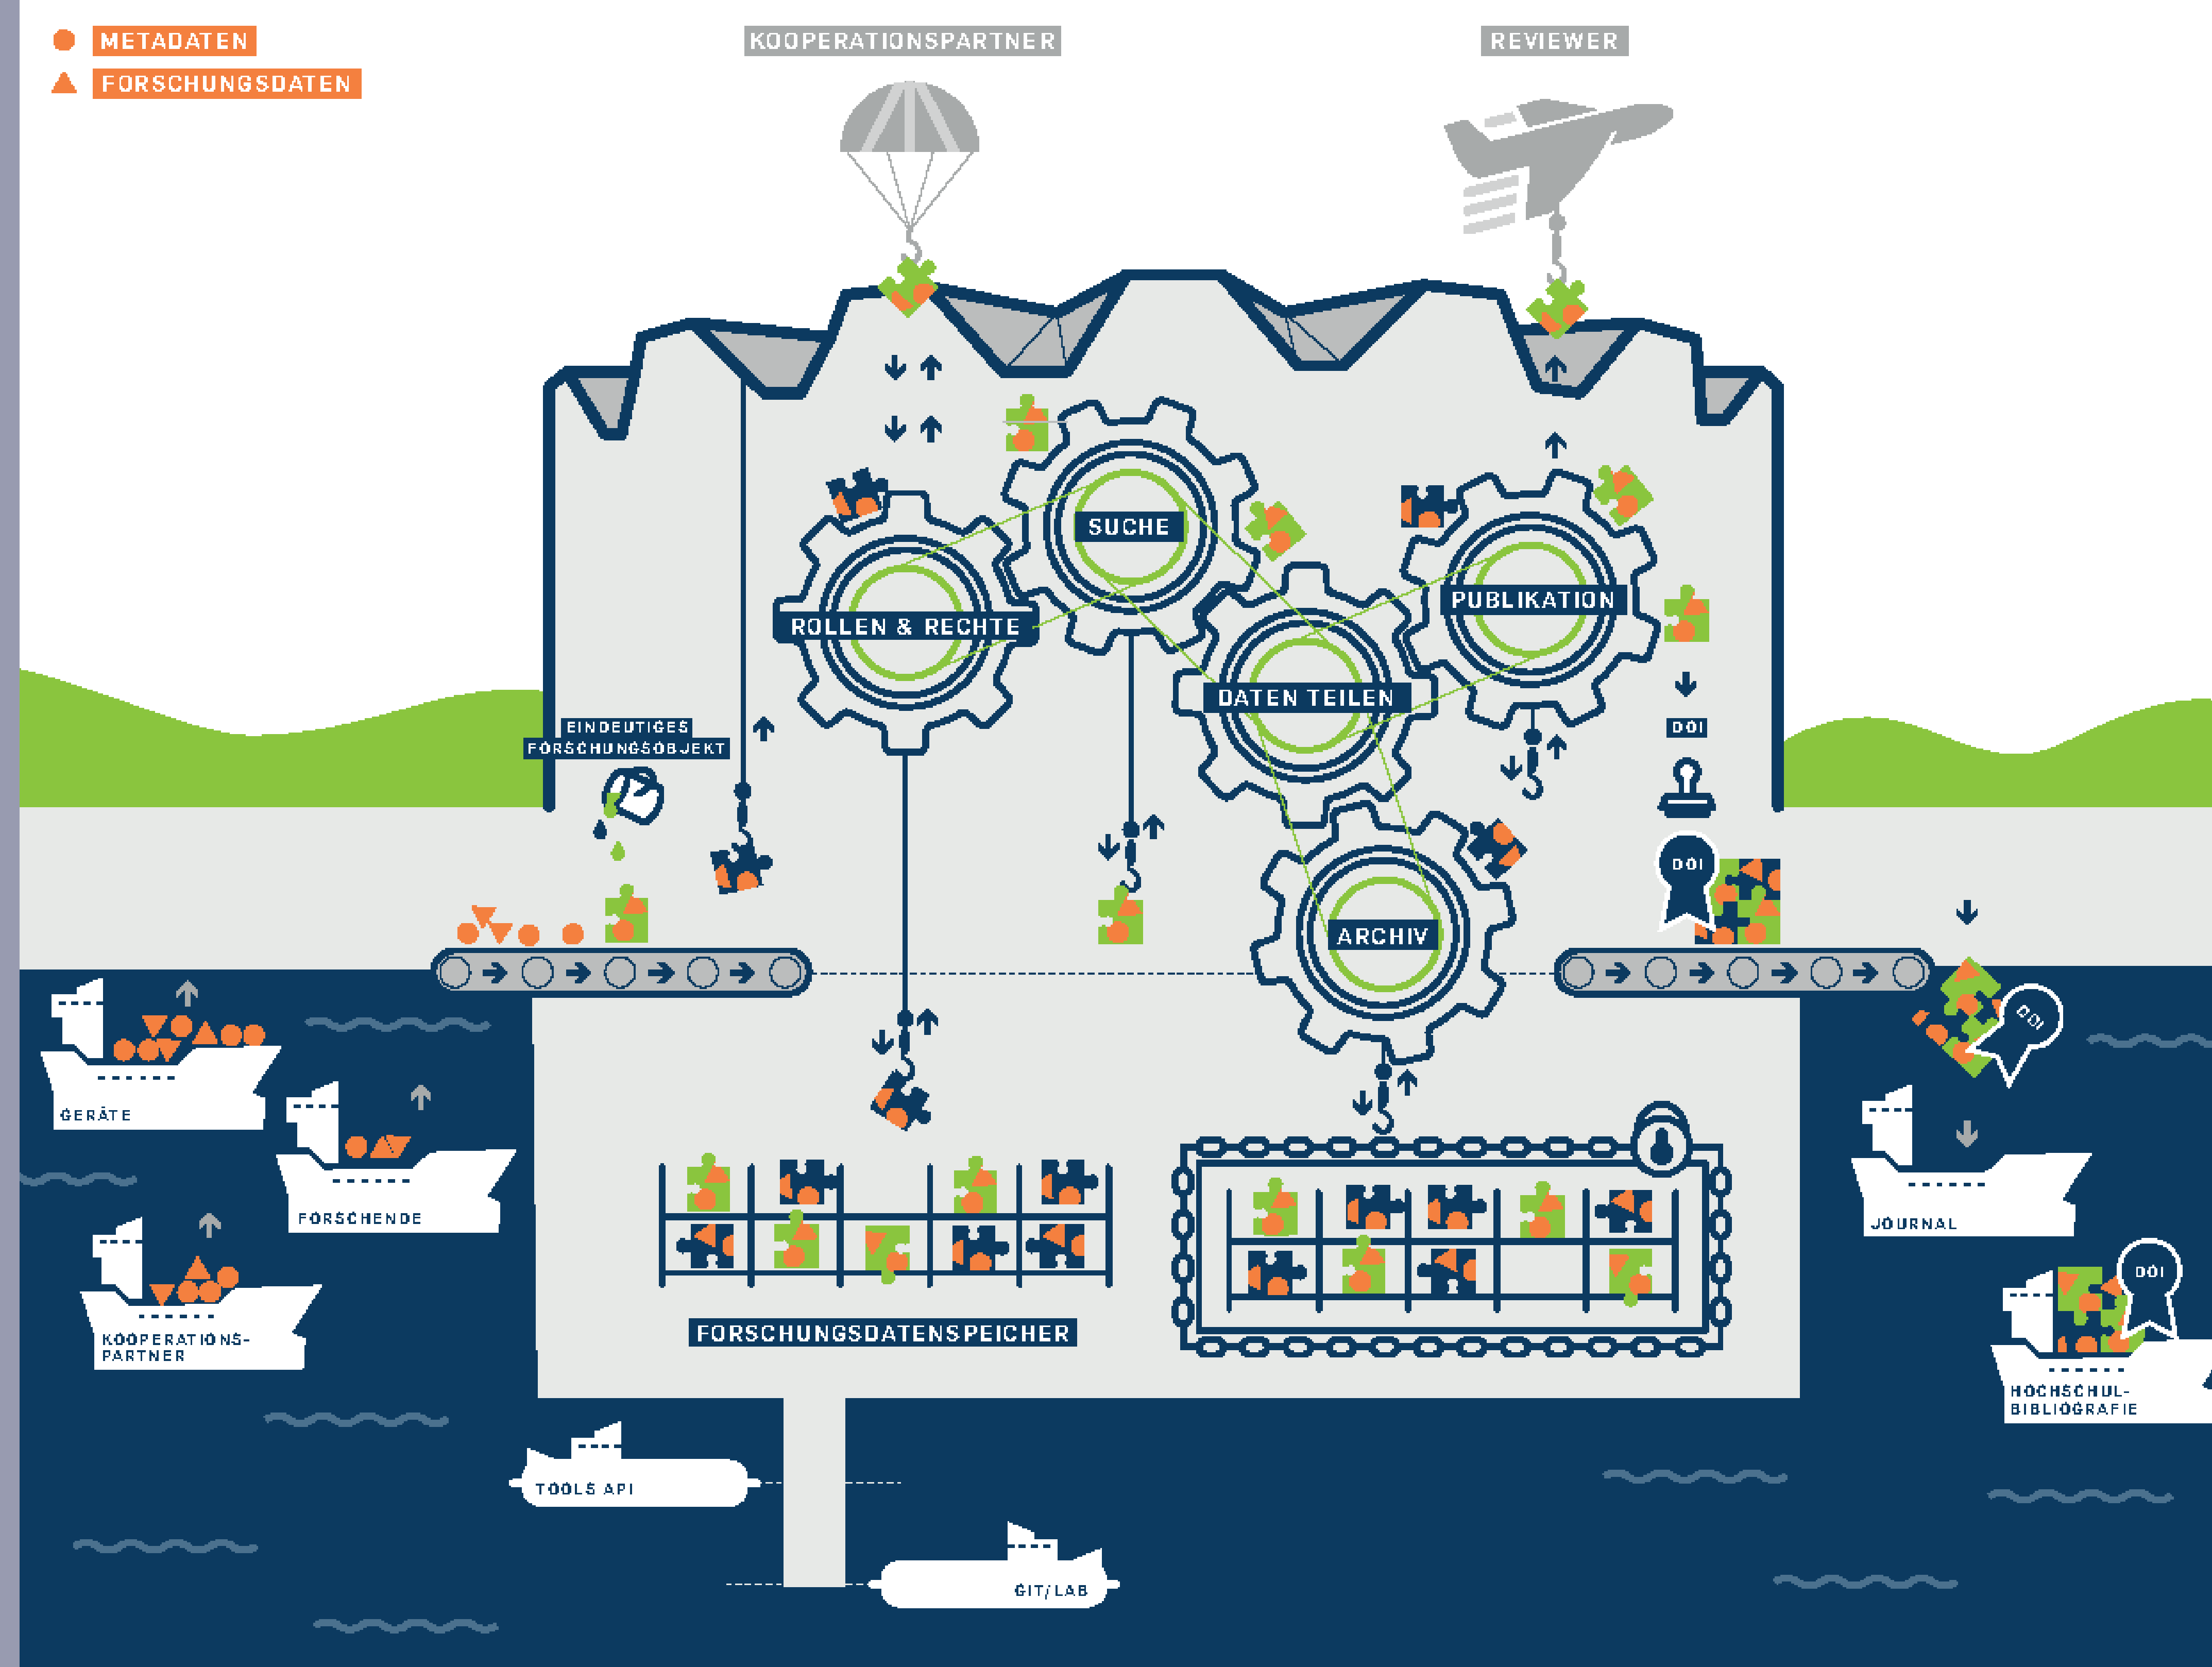 METADATEN
FORSCHUNGSDATEN
KOOPERATIONSPARTNER
REVIEWER
SUCHE
ROLLEN & RECHTE
PUBLIKATION
DATEN TEILEN
EINDEUTIGES
FORSCHUNGSOBJEKT
DOI
DOI
ARCHIV
DOI
GERÄTE
FORSCHENDE
KOOPERATIONS-
PARTNER
FORSCHUNGSDATENSPEICHER
JOURNAL
DOI
HOCHSCHUL-
BIBLIOGRAFIE
TOOLS API
GIT/LAB